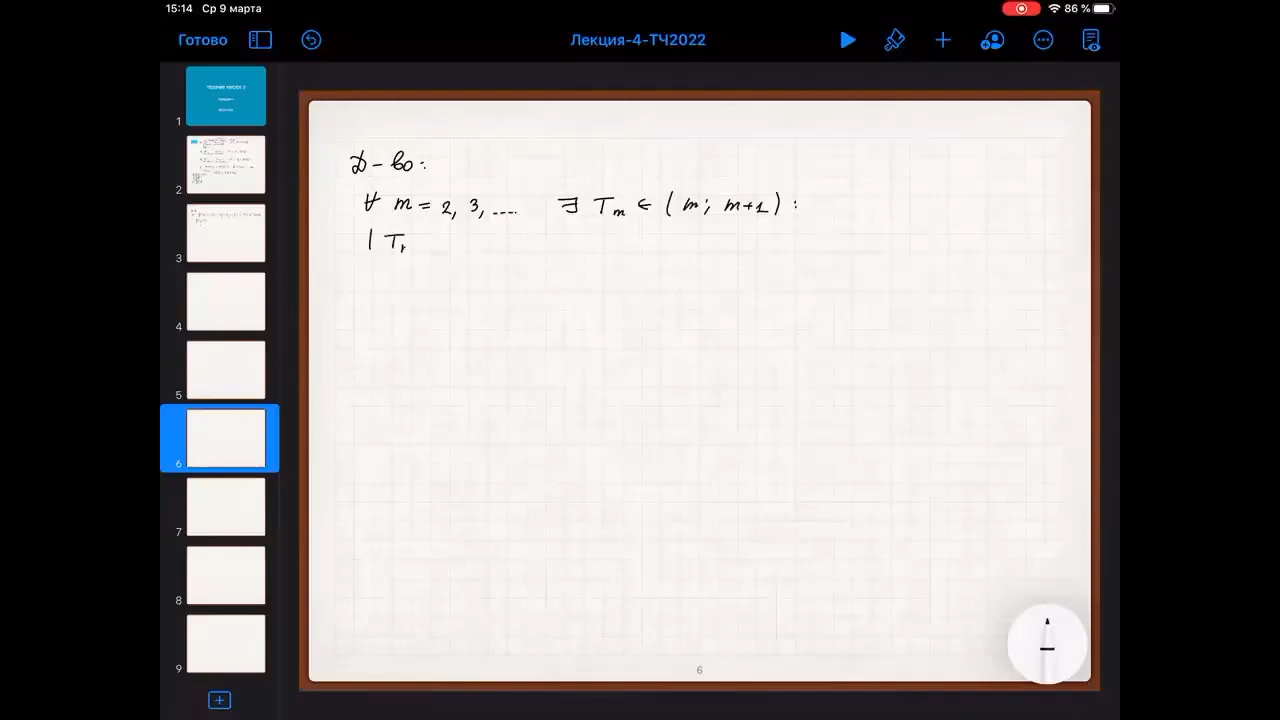 15:14 Ср 9 марта
86 %
Готово
Лекция-4-ТЧ2022
1
2
3
4
5
6
7
8
9
Д-во:
∀ m = 2, 3, .... ∃ Tₘ ∈ (m; m+1) :
| T
6